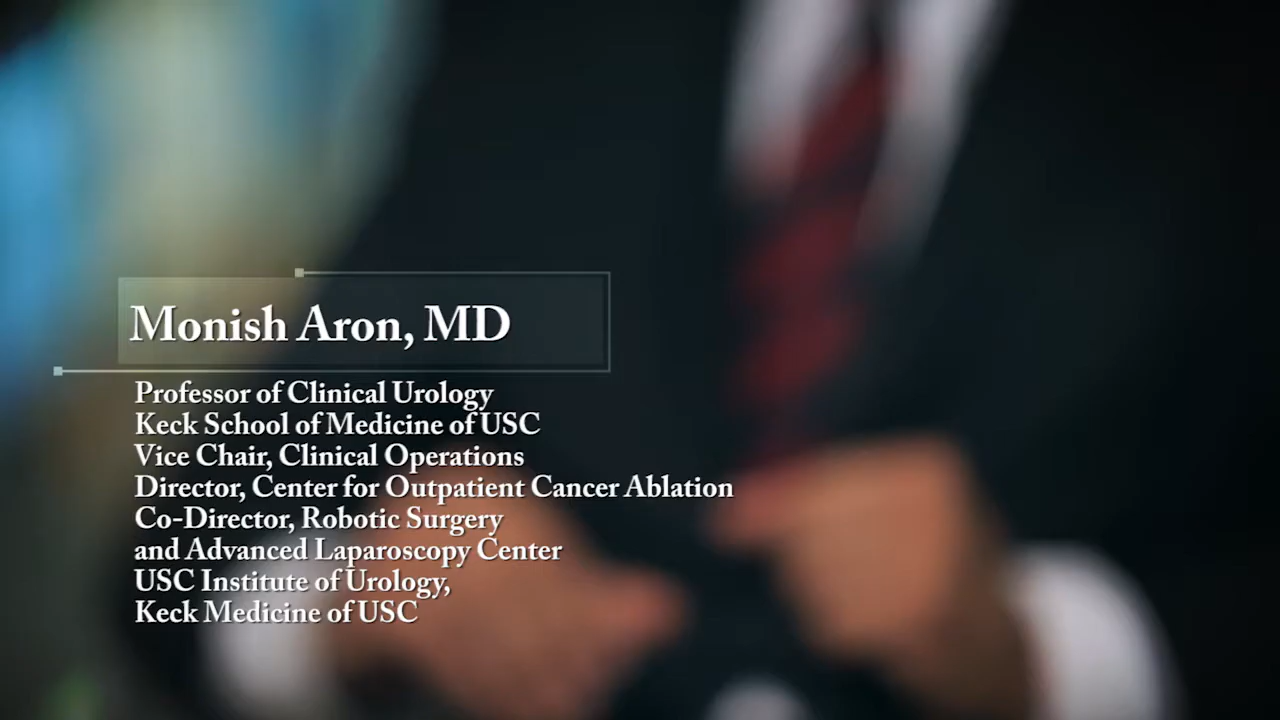 Monish Aron, MD
Professor of Clinical Urology
Keck School of Medicine of USC
Vice Chair, Clinical Operations
Director, Center for Outpatient Cancer Ablation
Co-Director, Robotic Surgery
and Advanced Laparoscopy Center
USC Institute of Urology,
Keck Medicine of USC